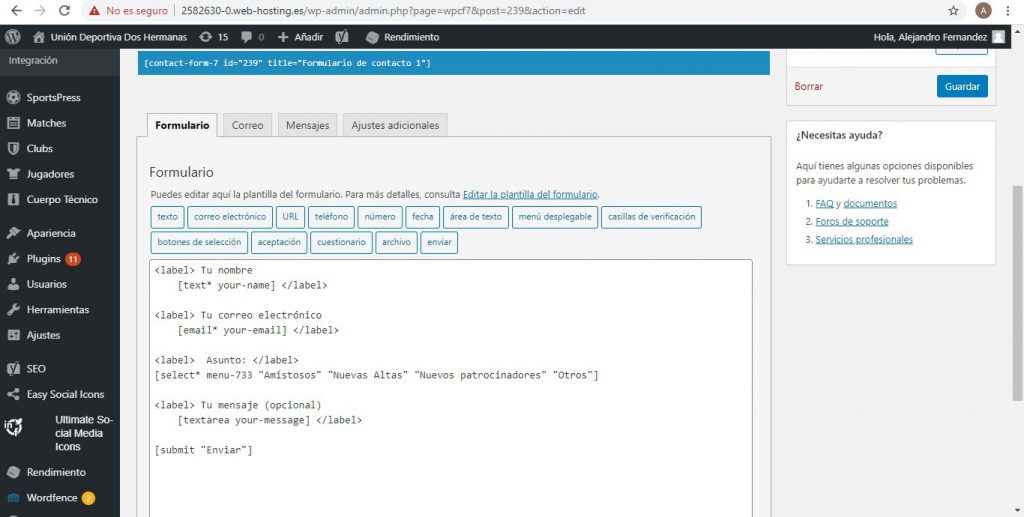 No es seguro | 2582630-0.web-hosting.es/wp-admin/admin.php?page=wpcf7&post=239&action=edit
A
Unión Deportiva Dos Hermanas 15 0 + Añadir Rendimiento Hola, Alejandro Fernandez
Integración
SportsPress
Matches
Clubs
Jugadores
Cuerpo Técnico
Apariencia
Plugins 11
Usuarios
Herramientas
Ajustes
SEO
Easy Social Icons
Ultimate So-
cial Media
Icons
Rendimiento
Wordfence 2
[contact-form-7 id="239" title="Formulario de contacto 1"]
Formulario Correo Mensajes Ajustes adicionales
Formulario
Puedes editar aquí la plantilla del formulario. Para más detalles, consulta Editar la plantilla del formulario.
texto correo electrónico URL teléfono número fecha área de texto menú desplegable casillas de verificación
botones de selección aceptación cuestionario archivo enviar
<label> Tu nombre
[text* your-name] </label>
<label> Tu correo electrónico
[email* your-email] </label>
<label> Asunto: </label>
[select* menu-733 "Amistosos" "Nuevas Altas" "Nuevos patrocinadores" "Otros"]
<label> Tu mensaje (opcional)
[textarea your-message] </label>
[submit "Enviar"]
Borrar Guardar
¿Necesitas ayuda?
Aquí tienes algunas opciones disponibles
para ayudarte a resolver tus problemas.
1. FAQ y documentos
2. Foros de soporte
3. Servicios profesionales